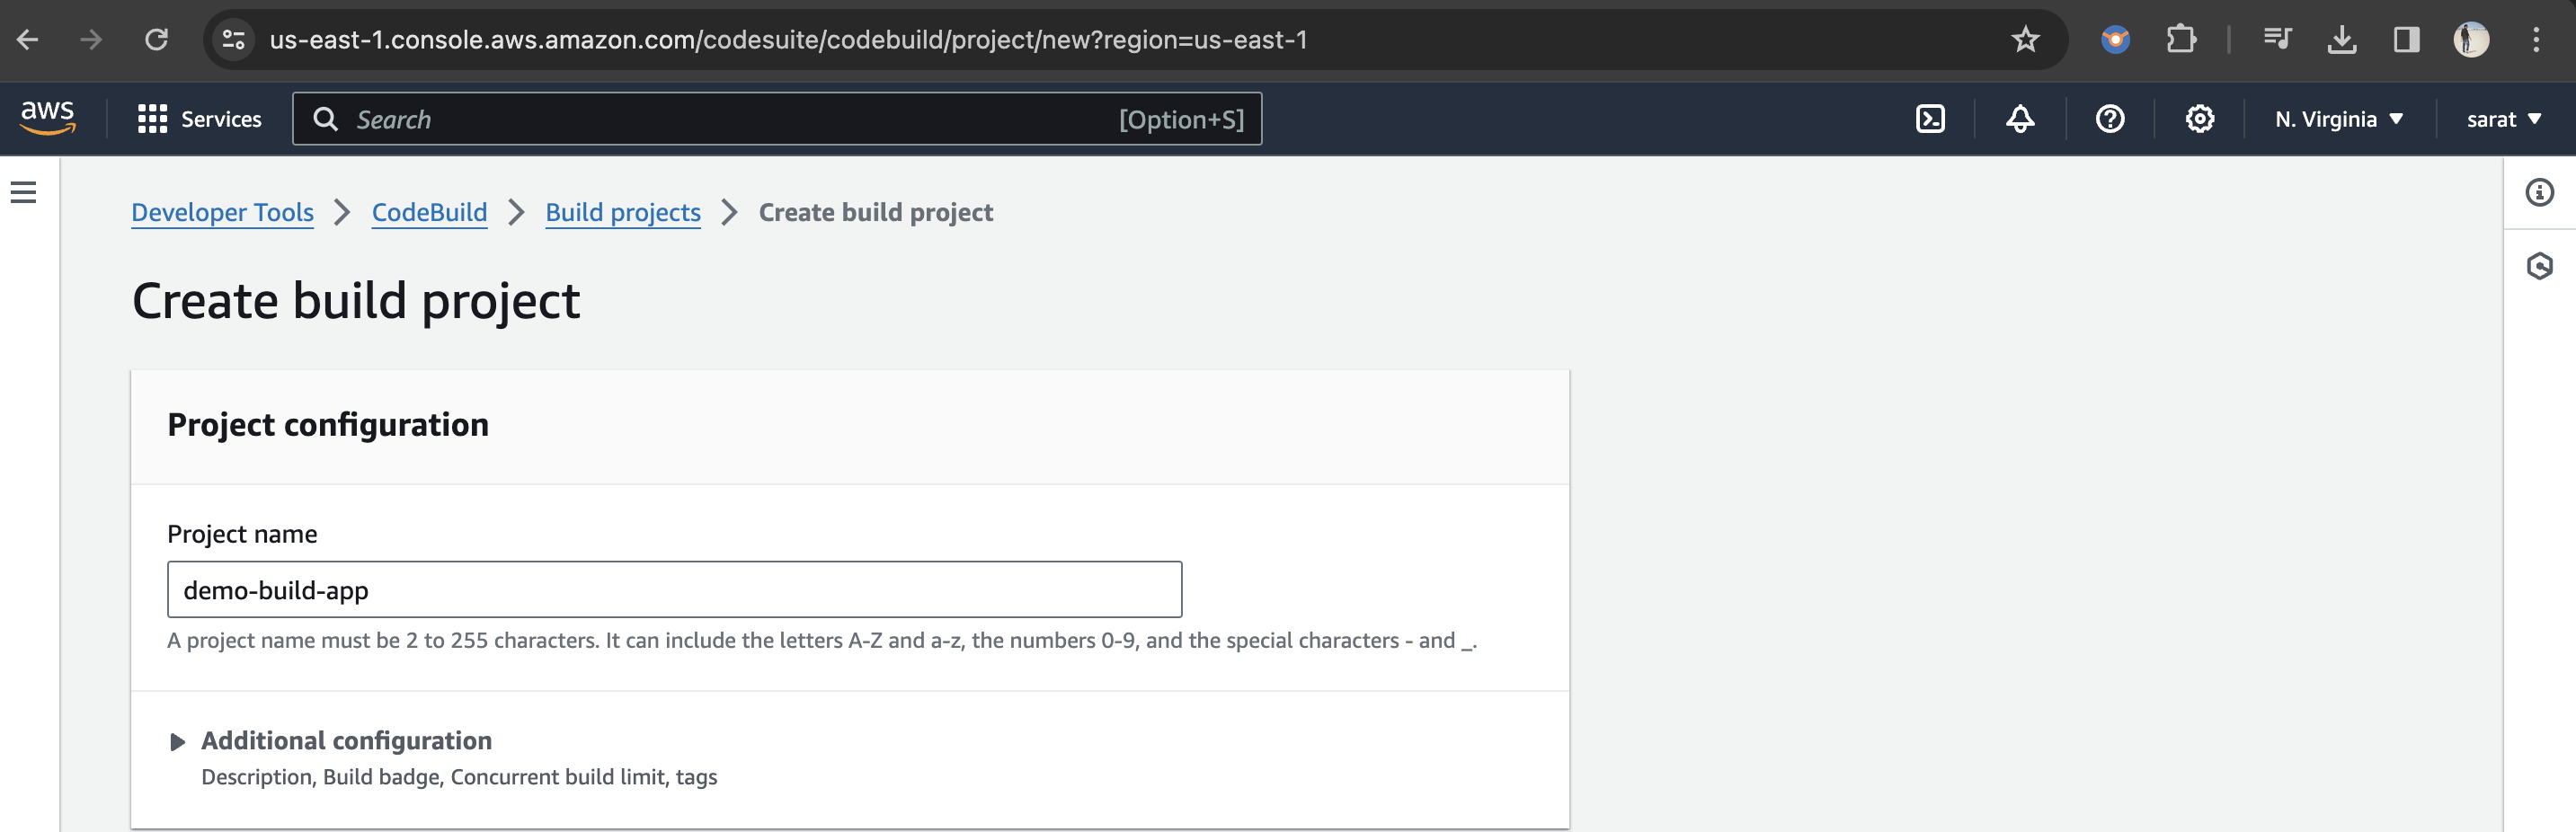 us-east-1.console.aws.amazon.com/codesuite/codebuild/project/new?region=us-east-1
aws Services Search [Option+S] N. Virginia sarat
Developer Tools CodeBuild Build projects Create build project
Create build project
Project configuration
Project name
demo-build-app
A project name must be 2 to 255 characters. It can include the letters A-Z and a-z, the numbers 0-9, and the special characters - and _.
Additional configuration
Description, Build badge, Concurrent build limit, tags